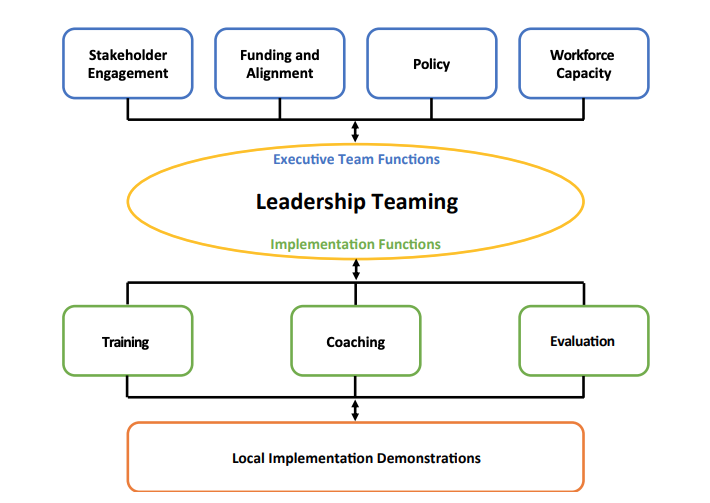 Stakeholder
Engagement
Funding and
Alignment
Policy
Workforce
Capacity
Executive Team Functions
Leadership Teaming
Implementation Functions
Training
Coaching
Evaluation
Local Implementation Demonstrations